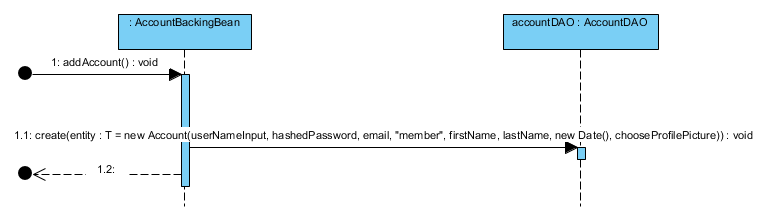 : AccountBackingBean
accountDAO : AccountDAO
1: addAccount() : void
1.1: create(entity : T = new Account(userNameInput, hashedPassword, email, "member", firstName, lastName, new Date(), chooseProfilePicture)) : void
1.2: